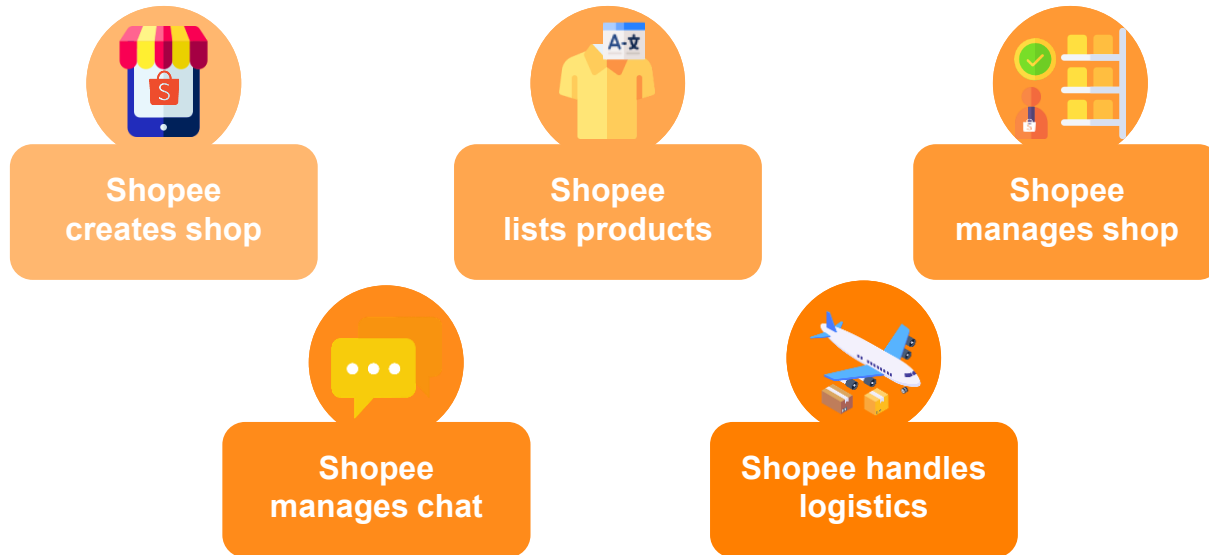 S
A-文
Shopee
creates shop
Shopee
lists products
Shopee
manages shop
Shopee
manages chat
Shopee handles
logistics